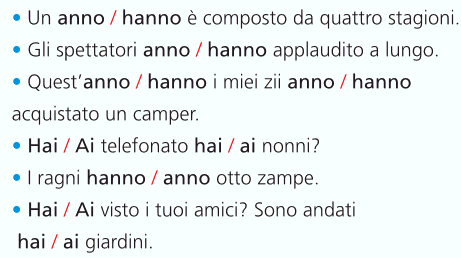 • Un anno / hanno è composto da quattro stagioni.
• Gli spettatori anno / hanno applaudito a lungo.
• Quest’anno / hanno i miei zii anno / hanno
acquistato un camper.
• Hai / Ai telefonato hai / ai nonni?
• I ragni hanno / anno otto zampe.
• Hai / Ai visto i tuoi amici? Sono andati
hai / ai giardini.